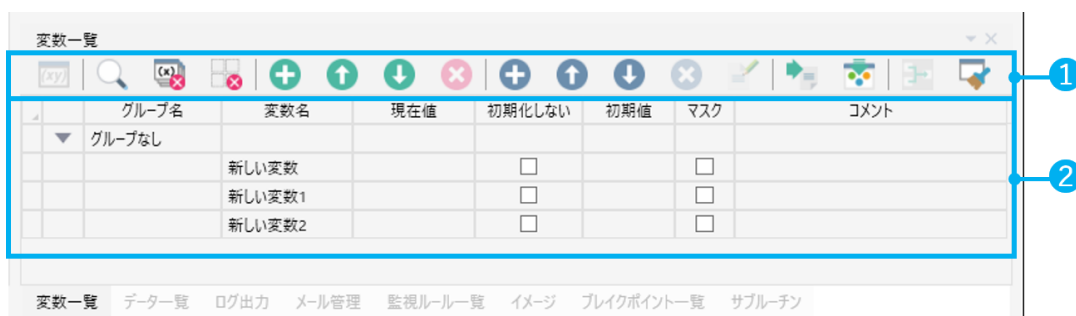 変数一覧
(xy) (x)
1
グループ名 変数名 現在値 初期化しない 初期値 マスク コメント
グループなし
新しい変数
新しい変数1
新しい変数2
2
変数一覧 データ一覧 ログ出力 メール管理 監視ルール一覧 イメージ ブレイクポイント一覧 サブルーチン